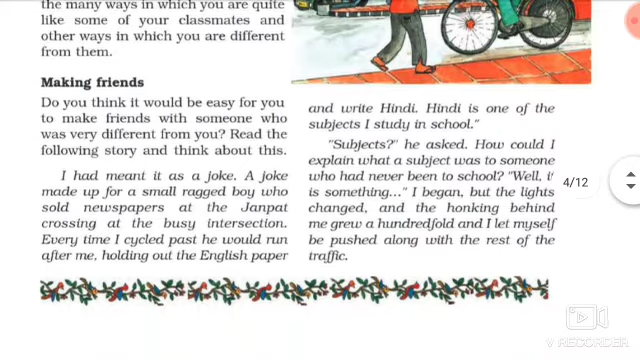 the many ways in which you are quite
like some of your classmates and
other ways in which you are different
from them.
Making friends
Do you think it would be easy for you
to make friends with someone who
was very different from you? Read the
following story and think about this.
I had meant it as a joke. A joke
made up for a small ragged boy who
sold newspapers at the Janpat
crossing at the busy intersection.
Every time I cycled past he would run
after me, holding out the English paper
and write Hindi. Hindi is one of the
subjects I study in school."
"Subjects?" he asked. How could I
explain what a subject was to someone
who had never been to school? "Well, it
is something..." I began, but the lights
changed, and the honking behind
me grew a hundredfold and I let myself
be pushed along with the rest of the
traffic.
4/12
V RECORDER